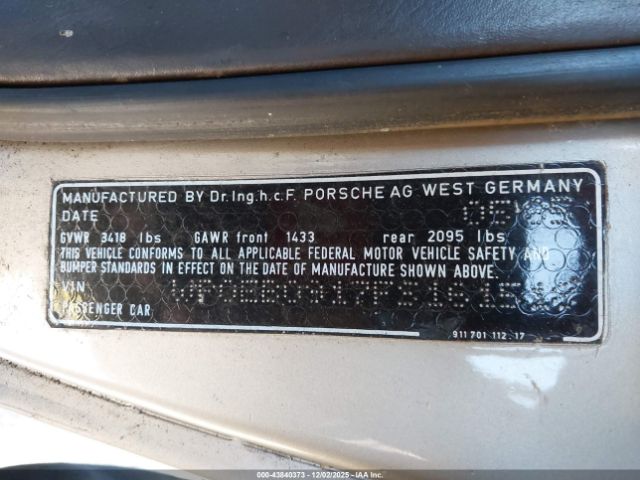 MANUFACTURED BY Dr.Ing.h.c.F. PORSCHE AG WEST GERMANY
DATE
GVWR 3418 lbs GAWR front 1433 rear 2095 lbs
THIS VEHICLE CONFORMS TO ALL APPLICABLE FEDERAL MOTOR VEHICLE SAFETY AND
BUMPER STANDARDS IN EFFECT ON THE DATE OF MANUFACTURE SHOWN ABOVE.
VIN
PASSENGER CAR
911 701 112 17
000-43840373 - 12/02/2025 - IAAI